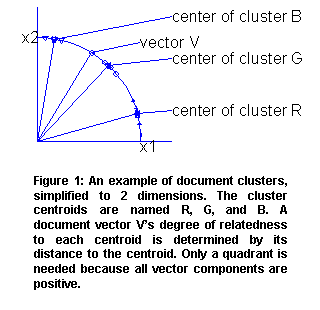 center of cluster B
x2
vector V
center of cluster G
center of cluster R
x1
Figure 1: An example of document clusters,
simplified to 2 dimensions. The cluster
centroids are named R, G, and B. A
document vector V's degree of relatedness
to each centroid is determined by its
distance to the centroid. Only a quadrant is
needed because all vector components are
positive.